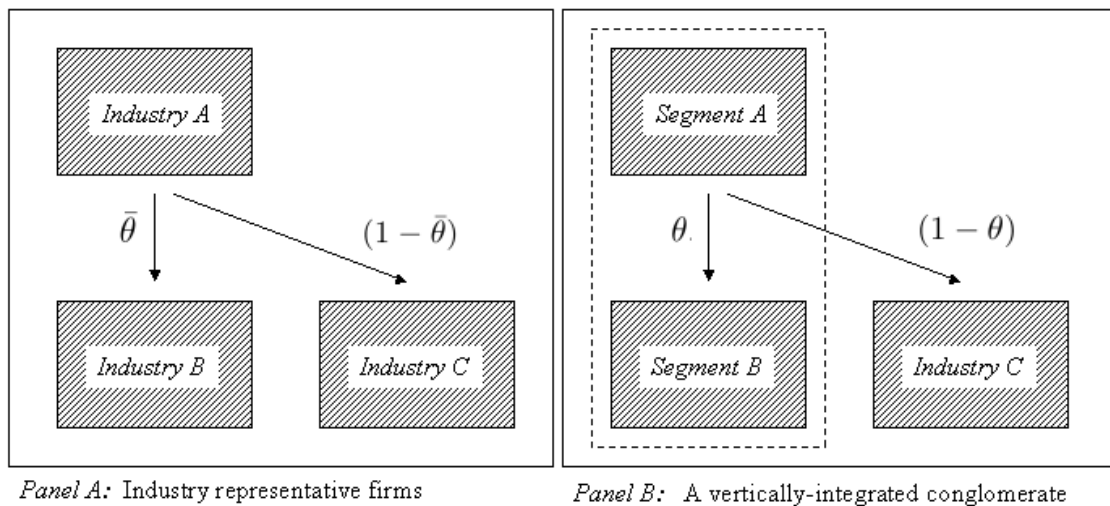 Industry A
θ̄
(1 − θ̄)
Industry B
Industry C
Panel A: Industry representative firms
Segment A
θ.
(1 − θ)
Segment B
Industry C
Panel B: A vertically-integrated conglomerate